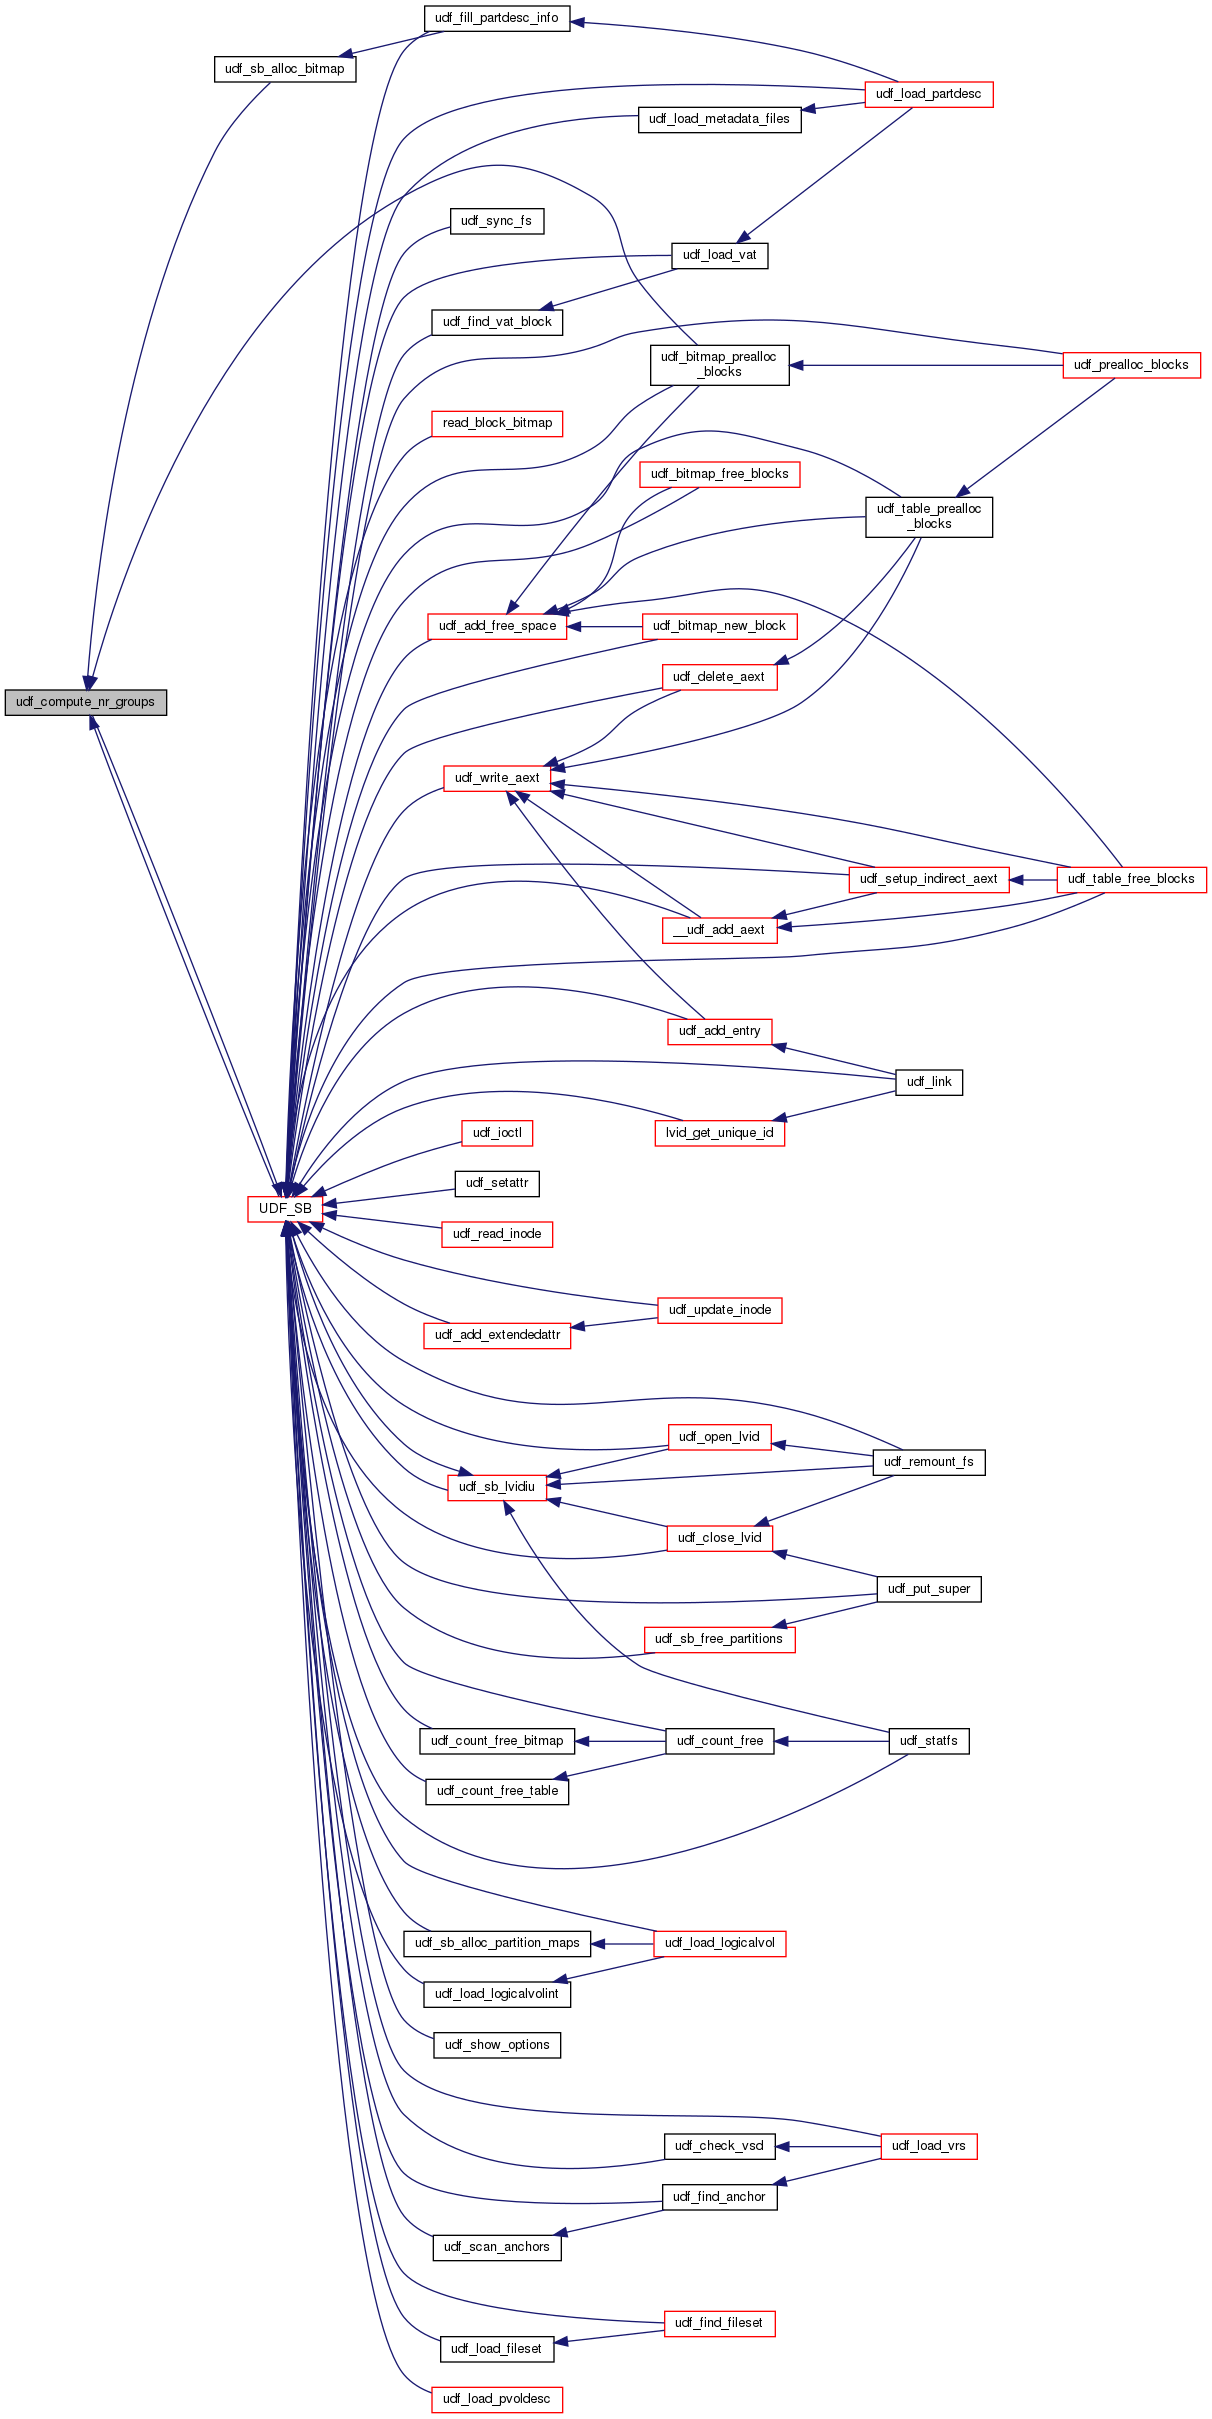 udf_fill_partdesc_info
udf_sb_alloc_bitmap
udf_load_partdesc
udf_load_metadata_files
udf_sync_fs
udf_load_vat
udf_find_vat_block
udf_bitmap_prealloc
_blocks
udf_prealloc_blocks
read_block_bitmap
udf_bitmap_free_blocks
udf_table_prealloc
_blocks
udf_add_free_space
udf_bitmap_new_block
udf_delete_aext
udf_compute_nr_groups
udf_write_aext
udf_setup_indirect_aext
udf_table_free_blocks
__udf_add_aext
udf_add_entry
udf_link
udf_ioctl
lvid_get_unique_id
udf_setattr
UDF_SB
udf_read_inode
udf_update_inode
udf_add_extendedattr
udf_open_lvid
udf_remount_fs
udf_sb_lvidiu
udf_close_lvid
udf_put_super
udf_sb_free_partitions
udf_count_free_bitmap
udf_count_free
udf_statfs
udf_count_free_table
udf_sb_alloc_partition_maps
udf_load_logicalvol
udf_load_logicalvolint
udf_show_options
udf_check_vsd
udf_load_vrs
udf_find_anchor
udf_scan_anchors
udf_find_fileset
udf_load_fileset
udf_load_pvoldesc